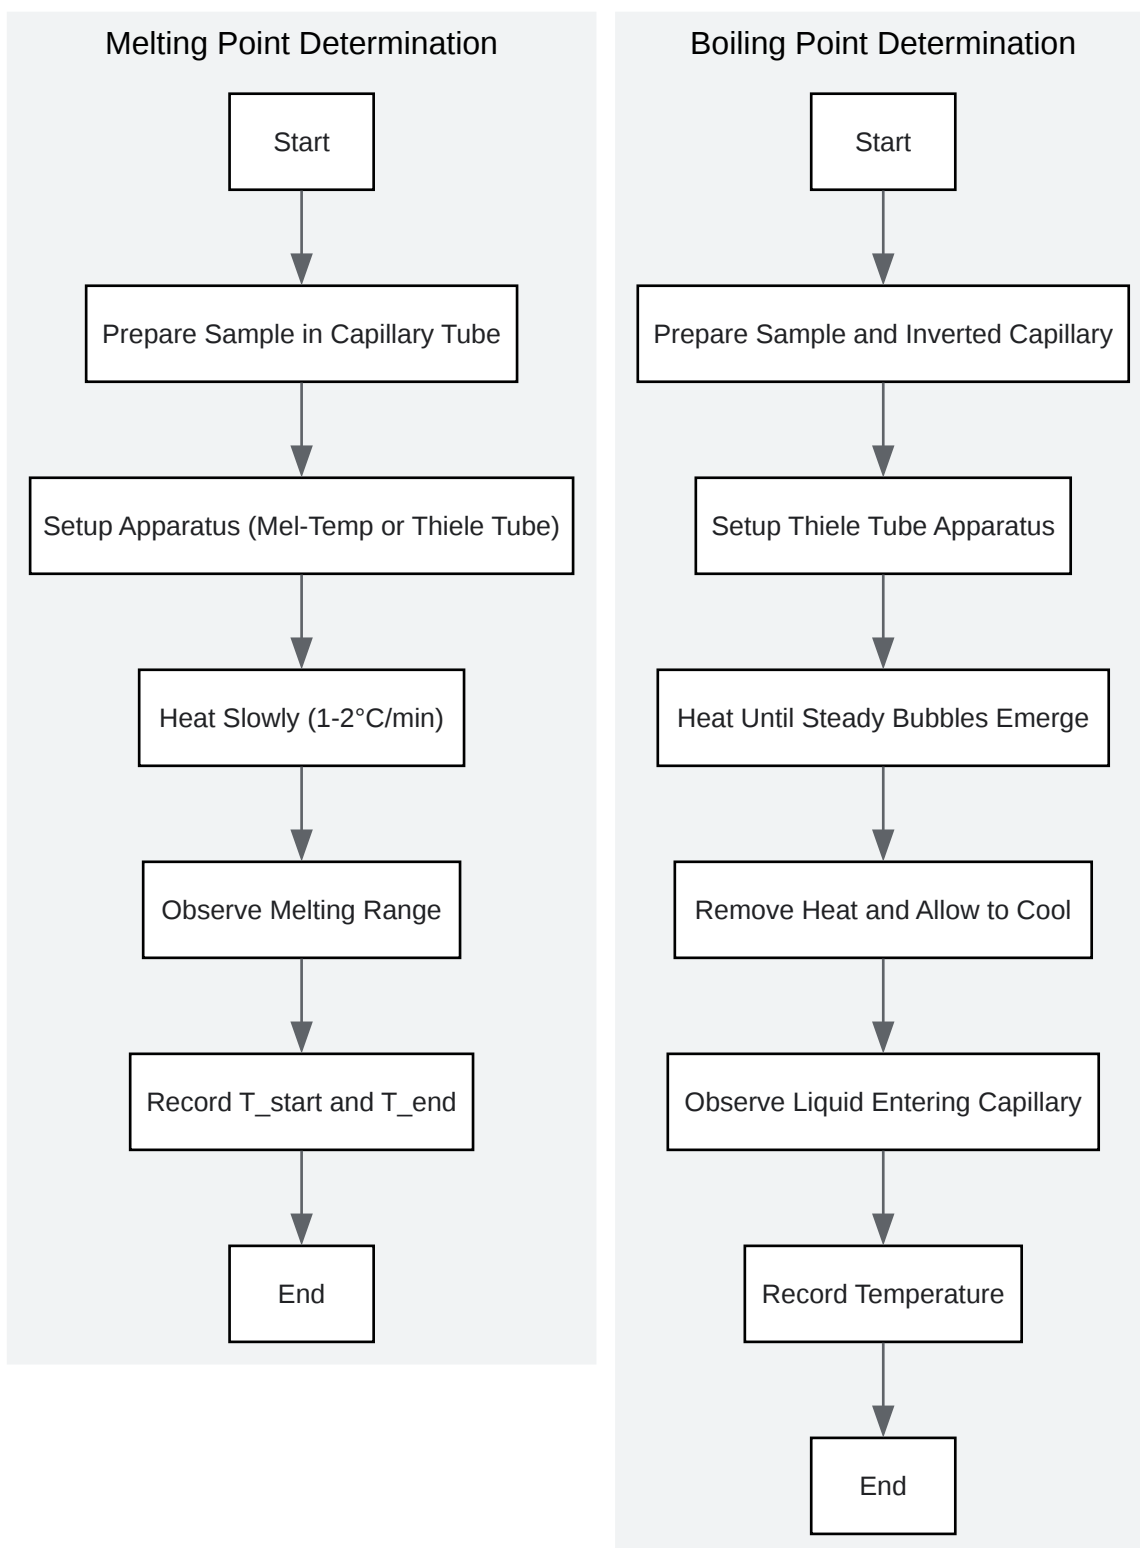 Melting Point Determination
Start
Prepare Sample in Capillary Tube
Setup Apparatus (Mel-Temp or Thiele Tube)
Heat Slowly (1-2°C/min)
Observe Melting Range
Record T_start and T_end
End
Boiling Point Determination
Start
Prepare Sample and Inverted Capillary
Setup Thiele Tube Apparatus
Heat Until Steady Bubbles Emerge
Remove Heat and Allow to Cool
Observe Liquid Entering Capillary
Record Temperature
End